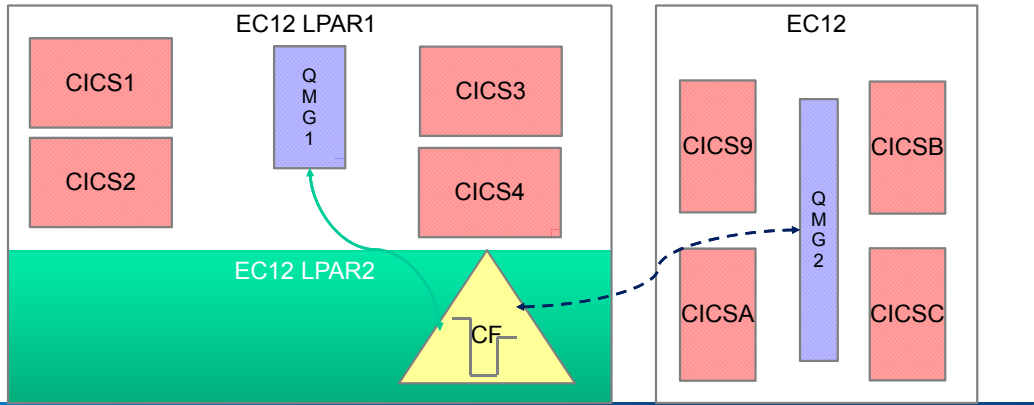 EC12 LPAR1
CICS1
CICS2
Q
M
G
1
CICS3
CICS4
EC12 LPAR2
CF
EC12
CICS9
CICSA
Q
M
G
2
CICSB
CICSC